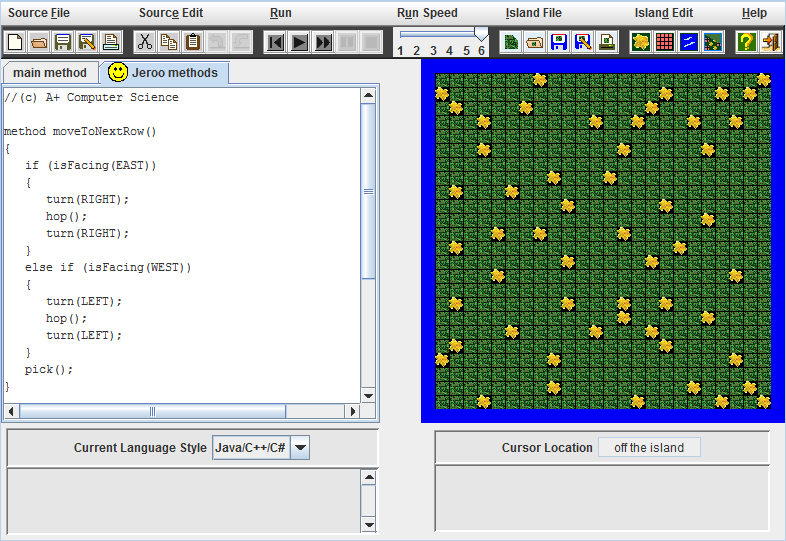 Source File Source Edit Run Run Speed Island File Island Edit Help
1 2 3 4 5 6
main method Jeroo methods
//(c) A+ Computer Science
method moveToNextRow()
{
   if (isFacing(EAST))
   {
      turn(RIGHT);
      hop();
      turn(RIGHT);
   }
   else if (isFacing(WEST))
   {
      turn(LEFT);
      hop();
      turn(LEFT);
   }
   pick();
}
Current Language Style Java/C++/C#
Cursor Location off the island